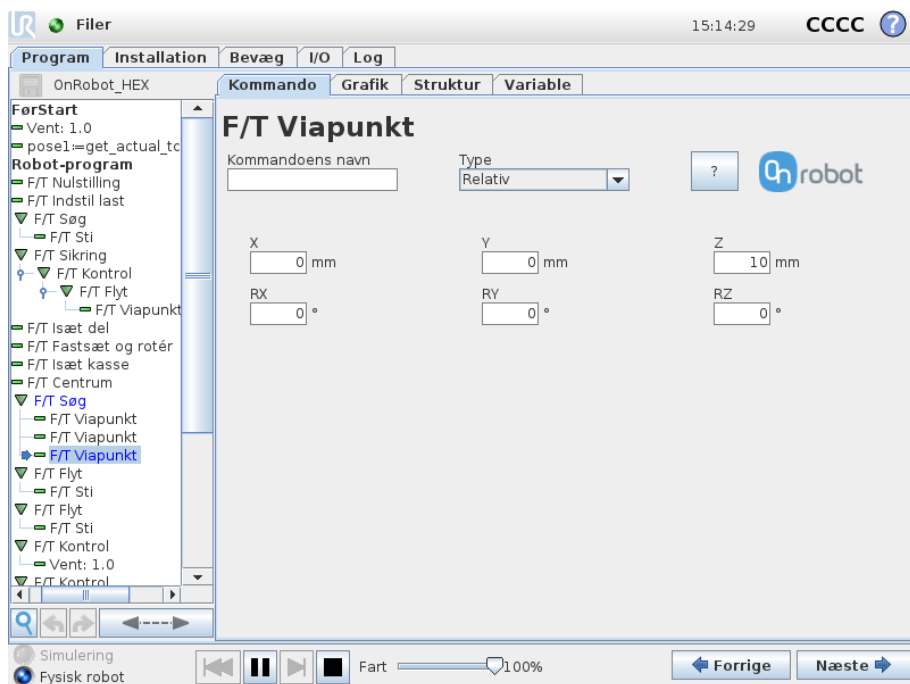 UR Filer 15:14:29 CCCC ?
Program Installation Bevæg I/O Log
OnRobot_HEX Kommando Grafik Struktur Variable
FørStart
Vent: 1.0
pose1:=get_actual_tc
Robot-program
F/T Nulstilling
F/T Indstil last
F/T Søg
F/T Sti
F/T Sikring
F/T Kontrol
F/T Flyt
F/T Viapunkt
F/T Isæt del
F/T Fastsæt og rotér
F/T Isæt kasse
F/T Centrum
F/T Søg
F/T Viapunkt
F/T Viapunkt
F/T Viapunkt
F/T Flyt
F/T Sti
F/T Flyt
F/T Sti
F/T Kontrol
Vent: 1.0
F/T Kontrol
F/T Viapunkt
Kommandoens navn Type
Relativ ? On robot
X Y Z
0 mm 0 mm 10 mm
RX RY RZ
0 ° 0 ° 0 °
Simulering
Fysisk robot
Fart 100% Forrige Næste